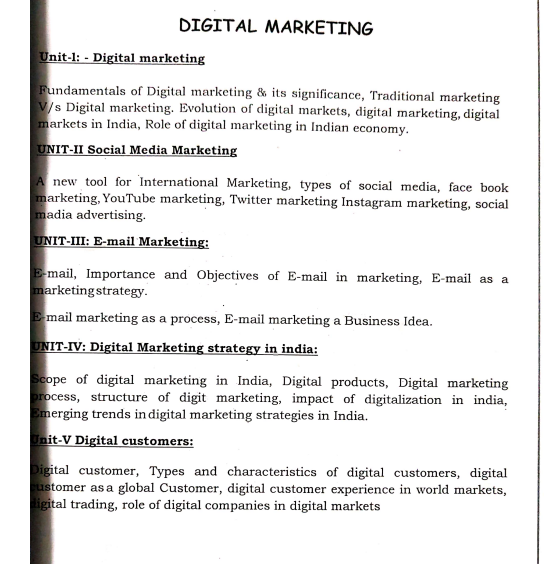 DIGITAL MARKETING
Unit-1: - Digital marketing
Fundamentals of Digital marketing & its significance, Traditional marketing
V/s Digital marketing. Evolution of digital markets, digital marketing, digital
markets in India, Role of digital marketing in Indian economy.
UNIT-II Social Media Marketing
A new tool for International Marketing, types of social media, face book
marketing, YouTube marketing, Twitter marketing Instagram marketing, social
madia advertising.
UNIT-III: E-mail Marketing:
E-mail, Importance and Objectives of E-mail in marketing, E-mail as a
marketing strategy.
E-mail marketing as a process, E-mail marketing a Business Idea.
UNIT-IV: Digital Marketing strategy in india:
Scope of digital marketing in India, Digital products, Digital marketing
process, structure of digit marketing, impact of digitalization in india,
Emerging trends in digital marketing strategies in India.
Unit-V Digital customers:
Digital customer, Types and characteristics of digital customers, digital
customer as a global Customer, digital customer experience in world markets,
digital trading, role of digital companies in digital markets